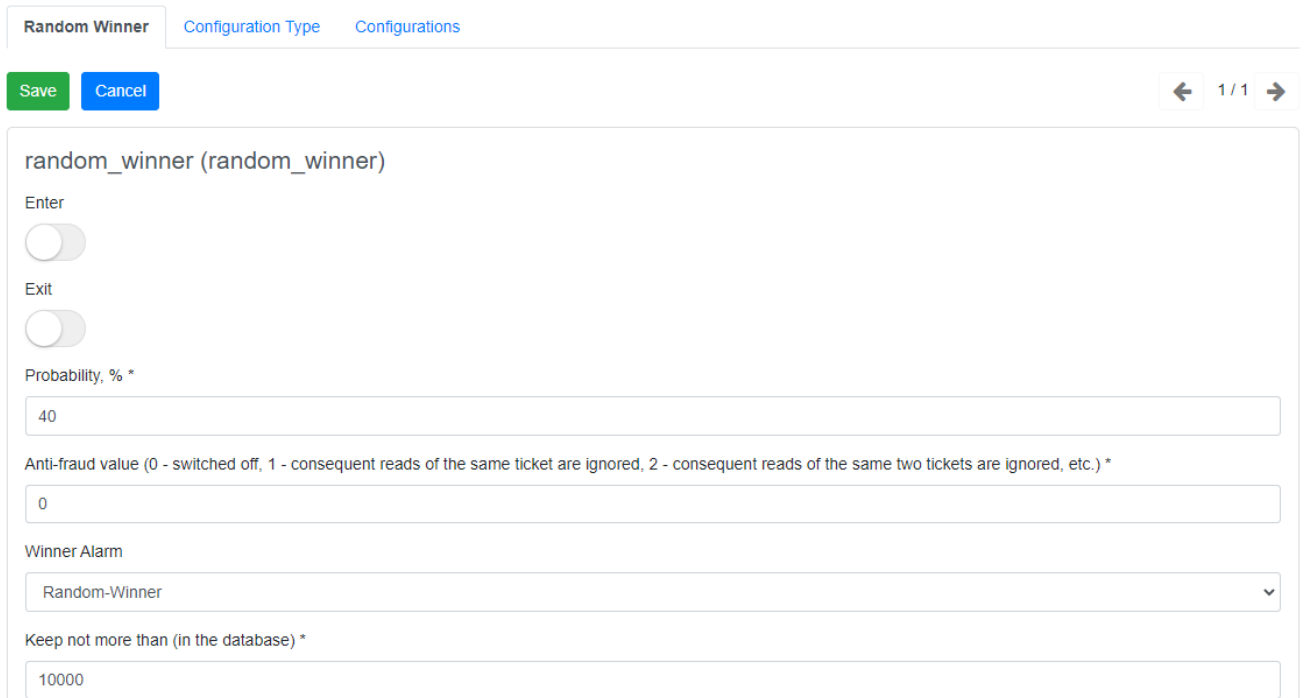 Random Winner Configuration Type Configurations
Save Cancel 1 / 1
random_winner (random_winner)
Enter
Exit
Probability, % *
40
Anti-fraud value (0 - switched off, 1 - consequent reads of the same ticket are ignored, 2 - consequent reads of the same two tickets are ignored, etc.) *
0
Winner Alarm
Random-Winner
Keep not more than (in the database) *
10000